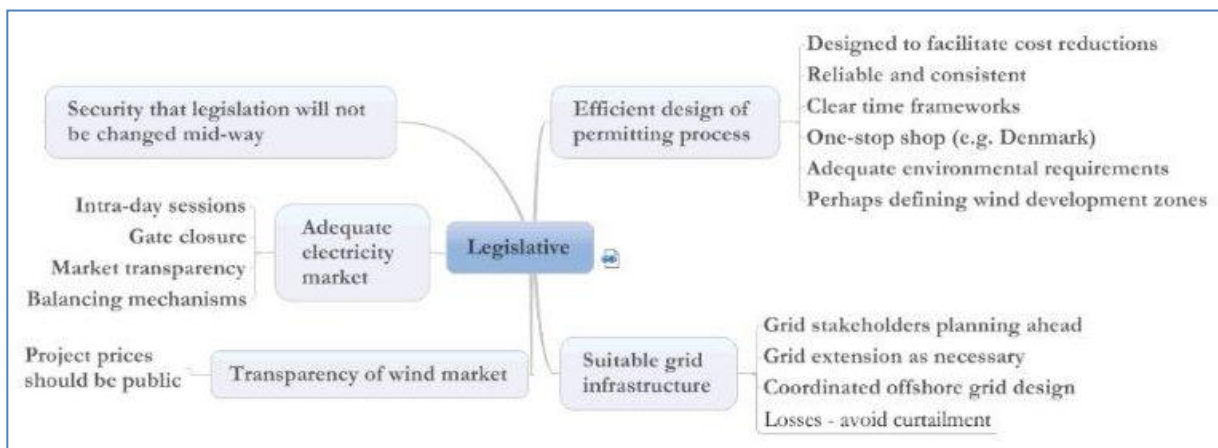 Security that legislation will not
be changed mid-way
Intra-day sessions
Gate closure
Market transparency
Balancing mechanisms
Adequate
electricity
market
Project prices
should be public
Transparency of wind market
Legislative
Efficient design of
permitting process
Designed to facilitate cost reductions
Reliable and consistent
Clear time frameworks
One-stop shop (e.g. Denmark)
Adequate environmental requirements
Perhaps defining wind development zones
Suitable grid
infrastructure
Grid stakeholders planning ahead
Grid extension as necessary
Coordinated offshore grid design
Losses - avoid curtailment